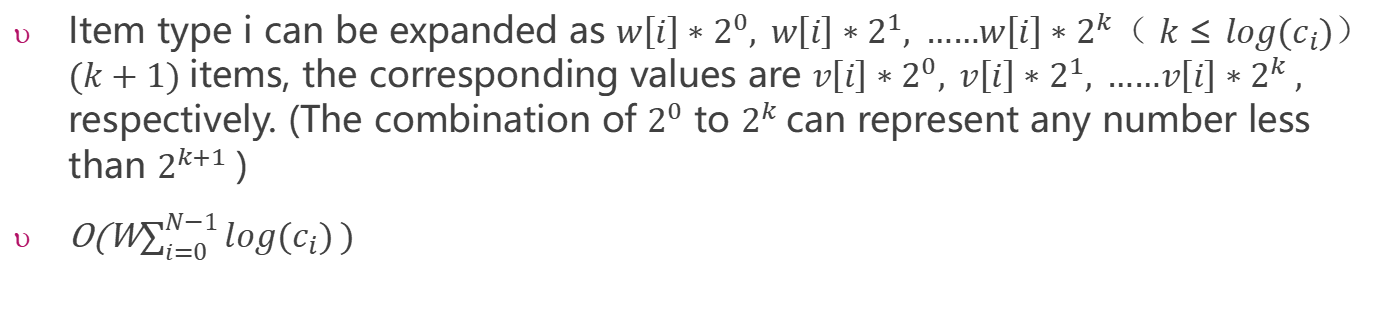 υ Item type i can be expanded as 𝑤[𝑖] ∗ 2⁰, 𝑤[𝑖] ∗ 2¹, ……𝑤[𝑖] ∗ 2ᵏ（ 𝑘 ≤ 𝑙𝑜𝑔(𝑐ᵢ)）
(𝑘 + 1) items, the corresponding values are 𝑣[𝑖] ∗ 2⁰, 𝑣[𝑖] ∗ 2¹, ……𝑣[𝑖] ∗ 2ᵏ ,
respectively. (The combination of 2⁰ to 2ᵏ can represent any number less
than 2ᵏ⁺¹ )
υ 𝑂(𝑊∑ᵢ₌₀ᴺ⁻¹ 𝑙𝑜𝑔(𝑐ᵢ) )